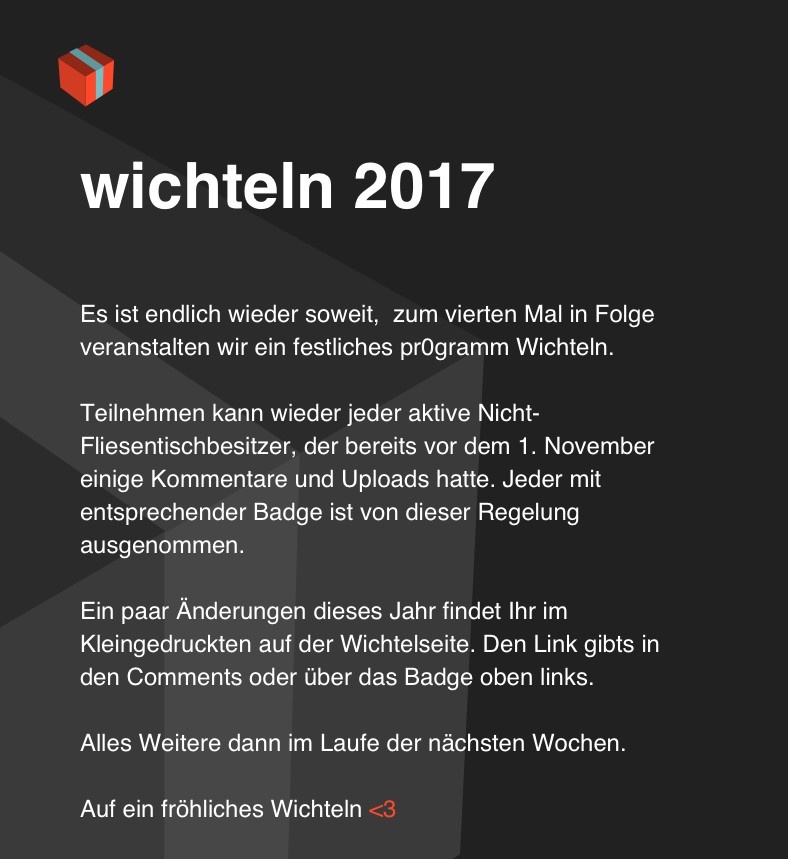 wichteln 2017
Es ist endlich wieder soweit,  zum vierten Mal in Folge
veranstalten wir ein festliches pr0gramm Wichteln.
Teilnehmen kann wieder jeder aktive Nicht-
Fliesentischbesitzer, der bereits vor dem 1. November
einige Kommentare und Uploads hatte. Jeder mit
entsprechender Badge ist von dieser Regelung
ausgenommen.
Ein paar Änderungen dieses Jahr findet Ihr im
Kleingedruckten auf der Wichtelseite. Den Link gibts in
den Comments oder über das Badge oben links.
Alles Weitere dann im Laufe der nächsten Wochen.
Auf ein fröhliches Wichteln <3